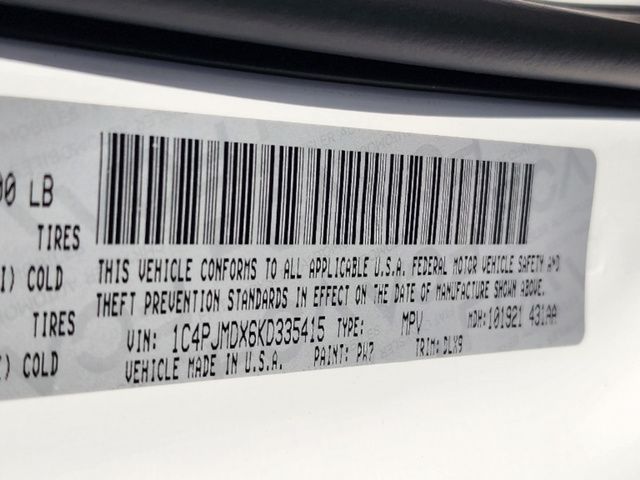 00 LB
TIRES
I) COLD
TIRES
I) COLD
THIS VEHICLE CONFORMS TO ALL APPLICABLE U.S.A. FEDERAL MOTOR VEHICLE SAFETY AND
THEFT PREVENTION STANDARDS IN EFFECT ON THE DATE OF MANUFACTURE SHOWN ABOVE.
VIN: 1C4PJMDX6KD335415 TYPE: MPV MDH: 101921 431AA
VEHICLE MADE IN U.S.A. PAINT: PW7 TRIM: DLX9